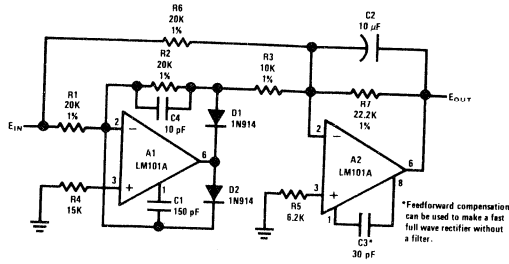 R6
20K
1%
C2
10 μF
R2
20K
1%
R3
10K
1%
R1
20K
1%
C4
10 pF
D1
1N914
R7
22.2K
1%
EOUT
EIN
2
A1
LM101A
6
3
1
R4
15K
C1
150 pF
D2
1N914
2
A2
LM101A
6
8
3
1
R5
6.2K
C3*
30 pF
*Feedforward compensation
can be used to make a fast
full wave rectifier without
a filter.